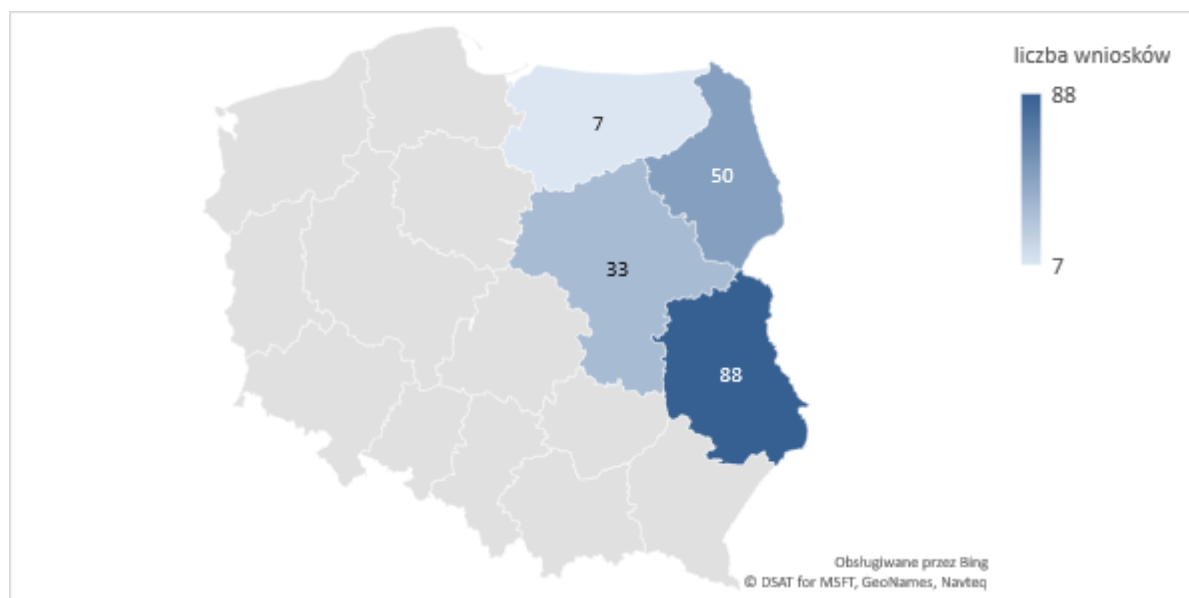 liczba wniosków
88
7
7
50
33
88
Obsługiwane przez Bing
© DSAT for MSFT, GeoNames, Navteq